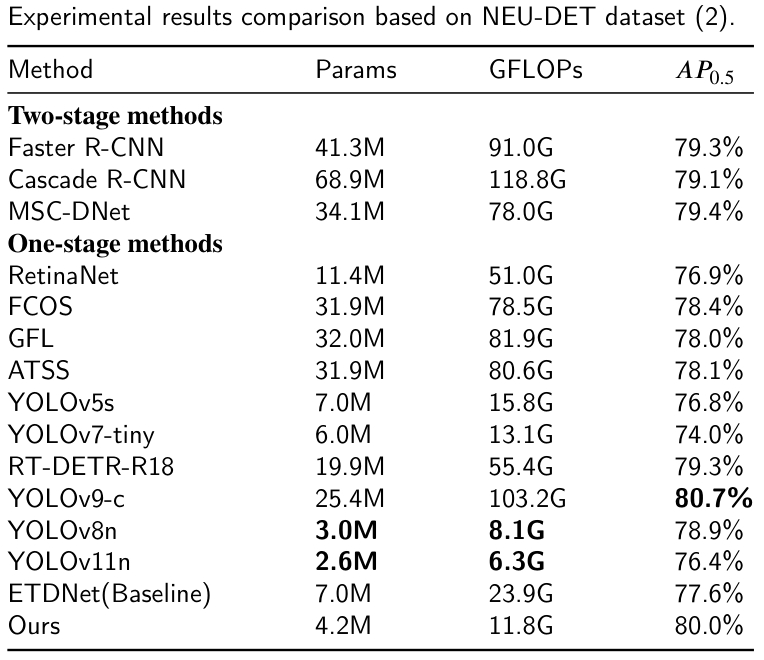 Experimental results comparison based on NEU-DET dataset (2).
Method Params GFLOPs AP0.5
Two-stage methods
Faster R-CNN 41.3M 91.0G 79.3%
Cascade R-CNN 68.9M 118.8G 79.1%
MSC-DNet 34.1M 78.0G 79.4%
One-stage methods
RetinaNet 11.4M 51.0G 76.9%
FCOS 31.9M 78.5G 78.4%
GFL 32.0M 81.9G 78.0%
ATSS 31.9M 80.6G 78.1%
YOLOv5s 7.0M 15.8G 76.8%
YOLOv7-tiny 6.0M 13.1G 74.0%
RT-DETR-R18 19.9M 55.4G 79.3%
YOLOv9-c 25.4M 103.2G 80.7%
YOLOv8n 3.0M 8.1G 78.9%
YOLOv11n 2.6M 6.3G 76.4%
ETDNet(Baseline) 7.0M 23.9G 77.6%
Ours 4.2M 11.8G 80.0%